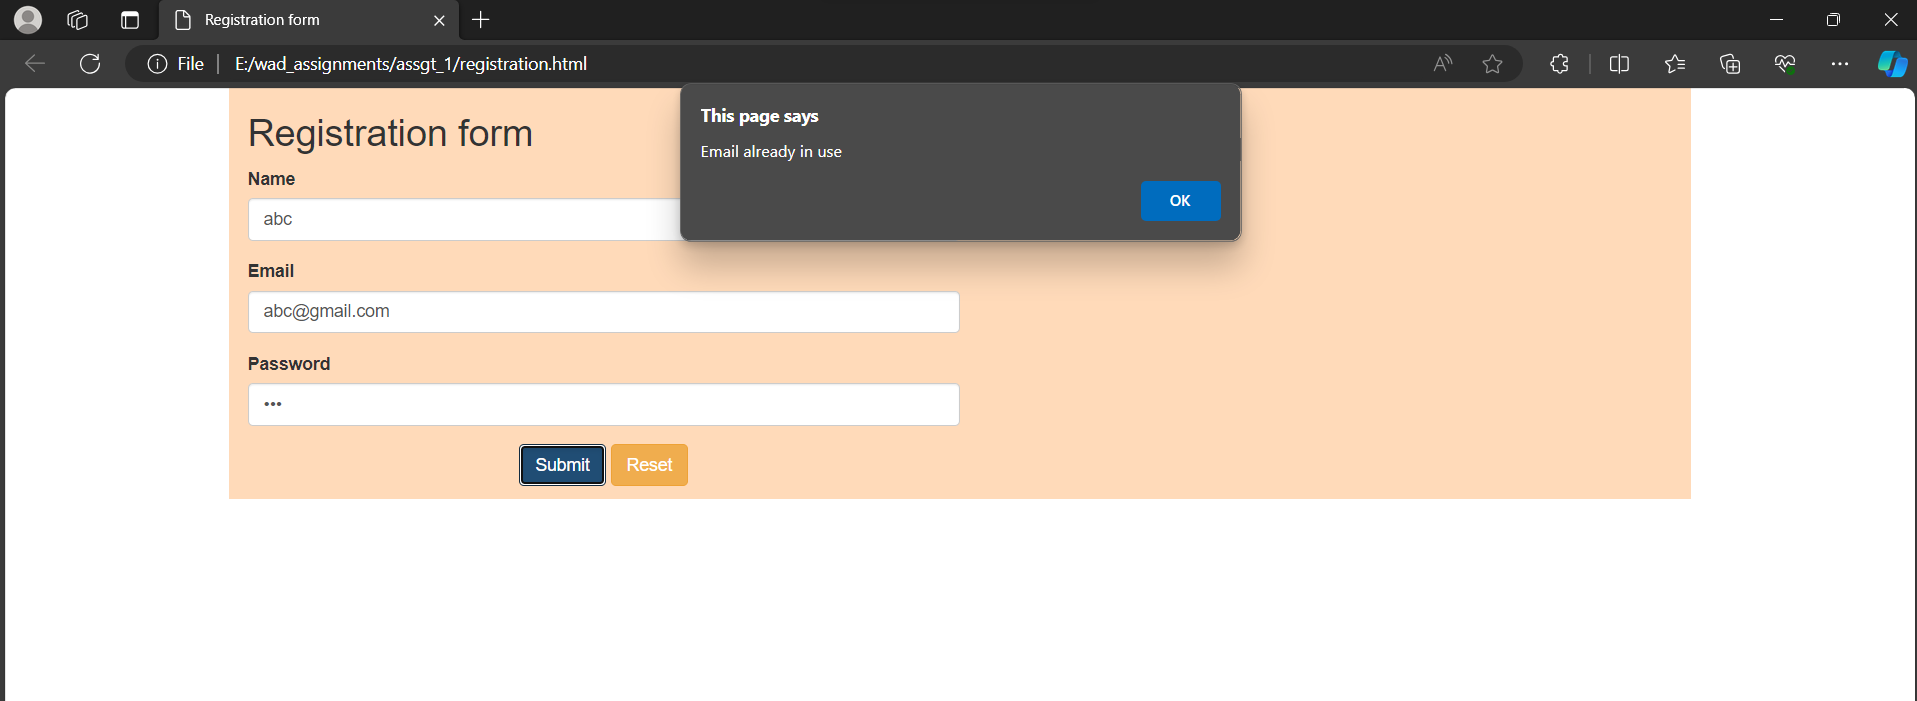 Registration form
File
E:/wad_assignments/assgt_1/registration.html
This page says
Email already in use
OK
Registration form
Name
abc
Email
abc@gmail.com
Password
•••
Submit
Reset